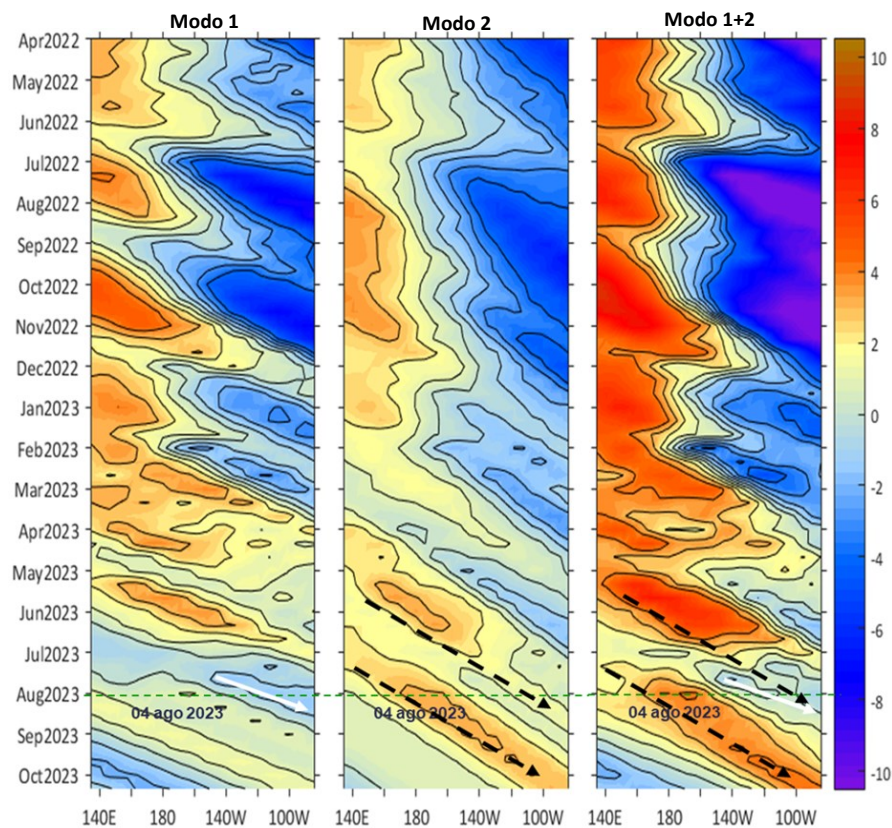 Modo 1 Modo 2 Modo 1+2
Apr2022
May2022
Jun2022
Jul2022
Aug2022
Sep2022
Oct2022
Nov2022
Dec2022
Jan2023
Feb2023
Mar2023
Apr2023
May2023
Jun2023
Jul2023
Aug2023
Sep2023
Oct2023
04 ago 2023 04 ago 2023 04 ago 2023
140E 180 140W 100W 140E 180 140W 100W 140E 180 140W 100W
10
8
6
4
2
0
-2
-4
-6
-8
-10